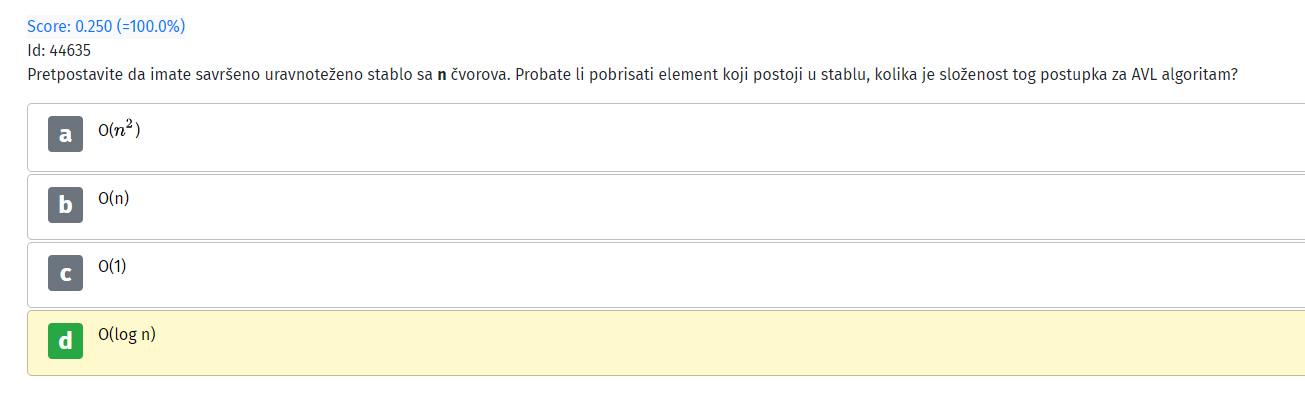 Score: 0.250 (=100.0%)
Id: 44635
Pretpostavite da imate savršeno uravnoteženo stablo sa n čvorova. Probate li pobrisati element koji postoji u stablu, kolika je složenost tog postupka za AVL algoritam?
a O(n²)
b O(n)
c O(1)
d O(log n)